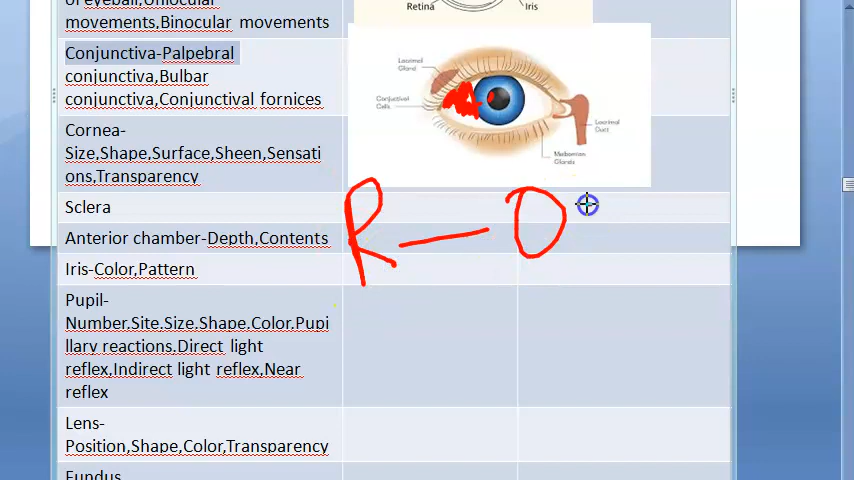 of eyeball,Uniocular
movements,Binocular movements
Retina
Iris
Conjunctiva-Palpebral
conjunctiva,Bulbar
conjunctiva,Conjunctival fornices
Lacrimal
Gland
Conjuctival
Cells
Lacrimal
Duct
Meibomian
Glands
Cornea-
Size,Shape,Surface,Sheen,Sensati
ons,Transparency
Sclera
R — D
Anterior chamber-Depth,Contents
Iris-Color,Pattern
Pupil-
Number,Site,Size,Shape,Color,Pupi
llary reactions,Direct light
reflex,Indirect light reflex,Near
reflex
Lens-
Position,Shape,Color,Transparency
Fundus